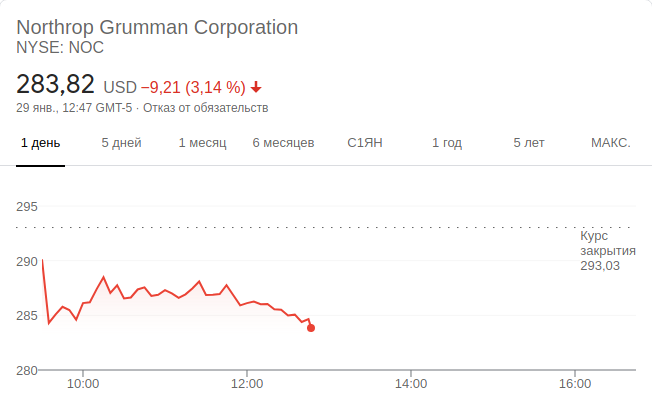 Northrop Grumman Corporation
NYSE: NOC
283,82 USD −9,21 (3,14 %)
29 янв., 12:47 GMT-5 · Отказ от обязательств
1 день 5 дней 1 месяц 6 месяцев С1ЯН 1 год 5 лет МАКС.
295
Курс
закрытия
293,03
290
285
280
10:00 12:00 14:00 16:00